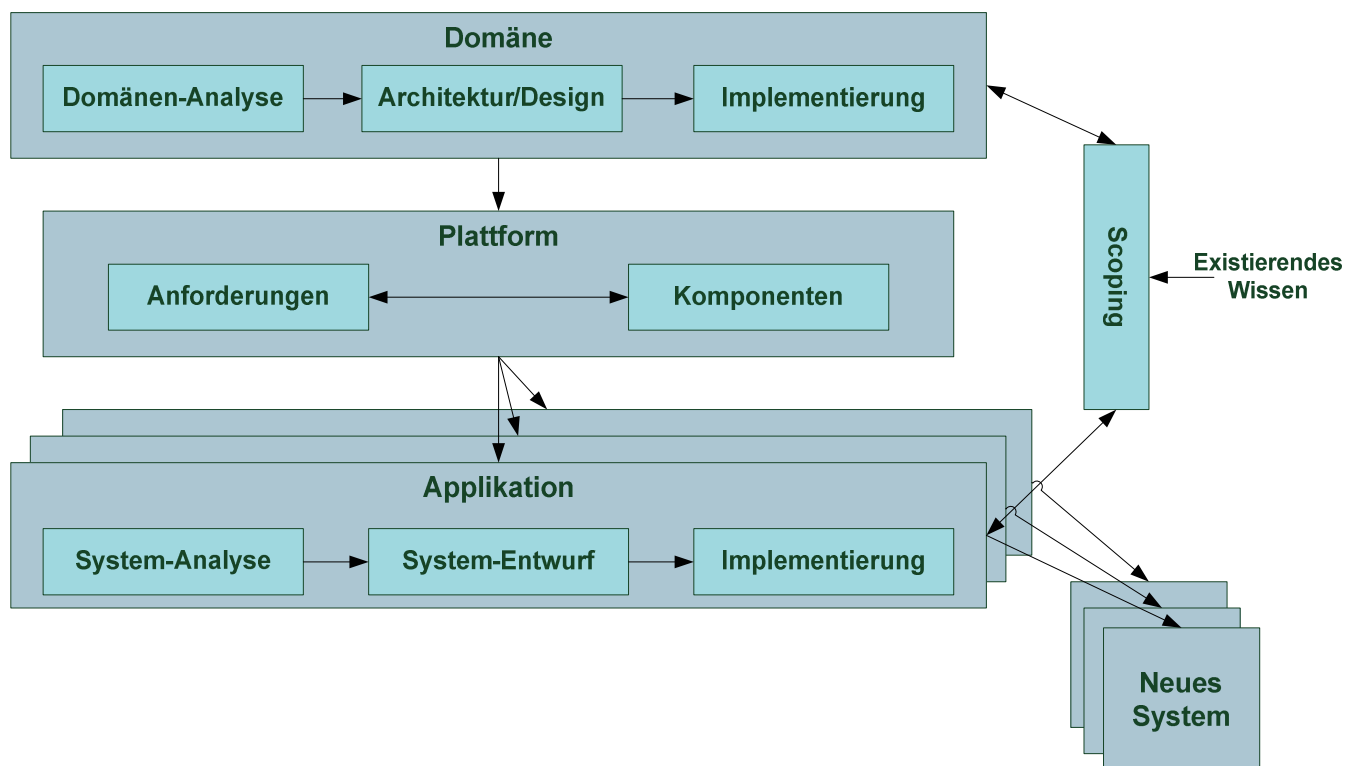 Domäne
Domänen-Analyse
Architektur/Design
Implementierung
Plattform
Anforderungen
Komponenten
Scoping
Existierendes
Wissen
Applikation
System-Analyse
System-Entwurf
Implementierung
Neues
System